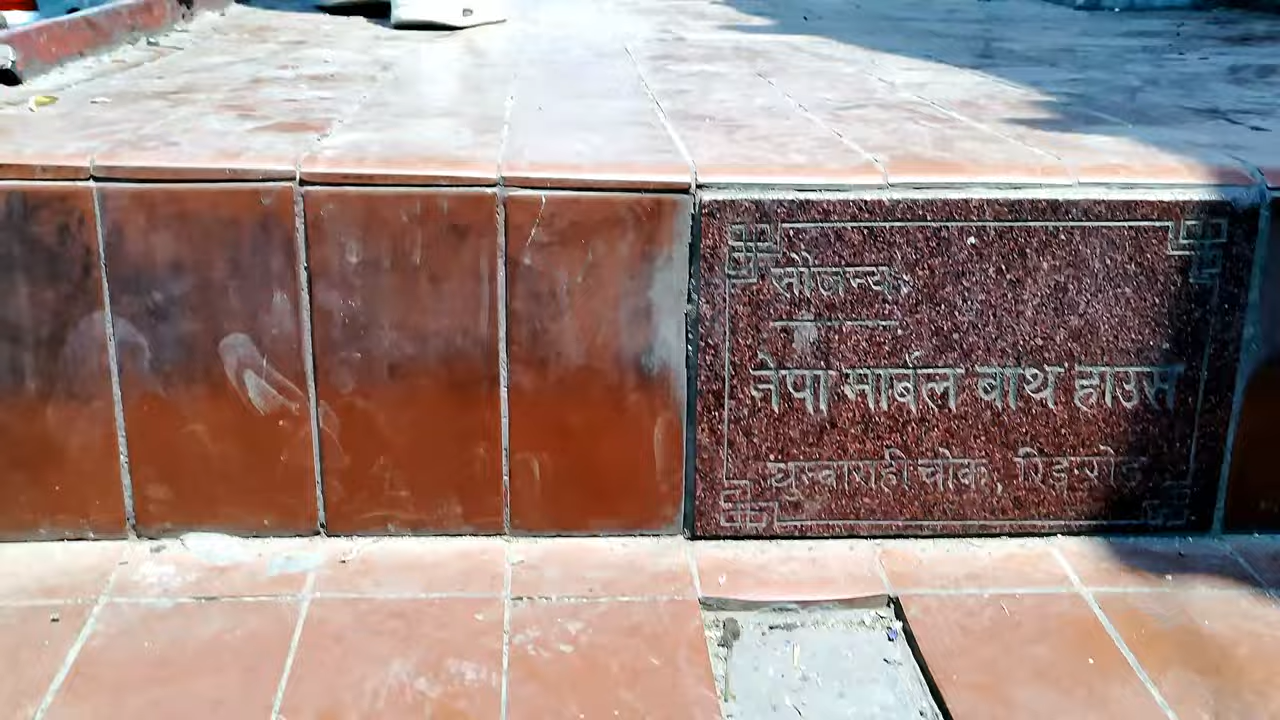 सौजन्यः
नेपा मार्बल बाथ हाउस
धुम्बाराही चोक, रिङ्ग रोड